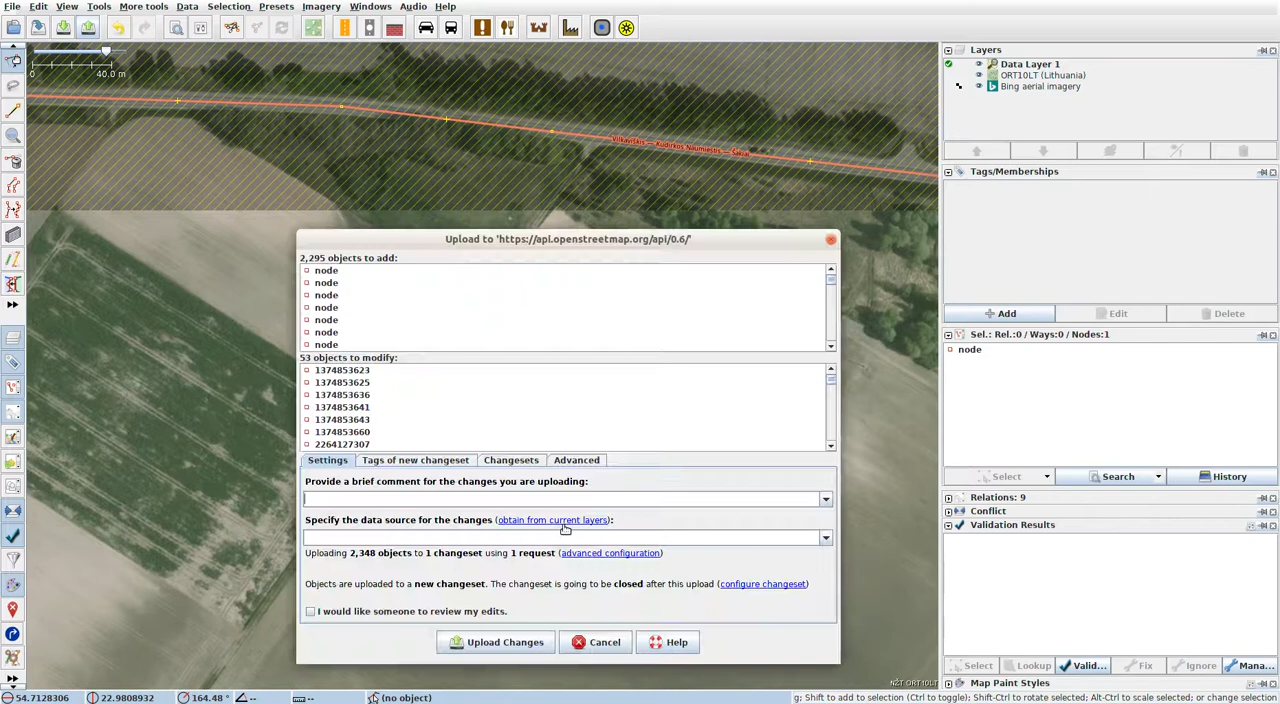 File Edit View Tools More tools Data Selection Presets Imagery Windows Audio Help
0 40.0 m
Vilkaviškis — Kudirkos Naumiestis — Šakiai
Upload to 'https://api.openstreetmap.org/api/0.6/'
2,295 objects to add:
node
node
node
node
node
node
node
53 objects to modify:
1374853623
1374853625
1374853636
1374853641
1374853643
1374853660
2264127307
Settings Tags of new changeset Changesets Advanced
Provide a brief comment for the changes you are uploading:
Specify the data source for the changes (obtain from current layers):
Uploading 2,348 objects to 1 changeset using 1 request (advanced configuration)
Objects are uploaded to a new changeset. The changeset is going to be closed after this upload (configure changeset)
I would like someone to review my edits.
Upload Changes Cancel Help
NŽT ORT10LT
Layers
Data Layer 1
ORT10LT (Lithuania)
Bing aerial imagery
Tags/Memberships
Add Edit Delete
Sel.: Rel.:0 / Ways:0 / Nodes:1
node
Select Search History
Relations: 9
Conflict
Validation Results
Select Lookup Valid... Fix Ignore Mana...
Map Paint Styles
54.7128306 22.9808932 164.48 ° -- -- (no object) g; Shift to add to selection (Ctrl to toggle); Shift-Ctrl to rotate selected; Alt-Ctrl to scale selected; or change selection